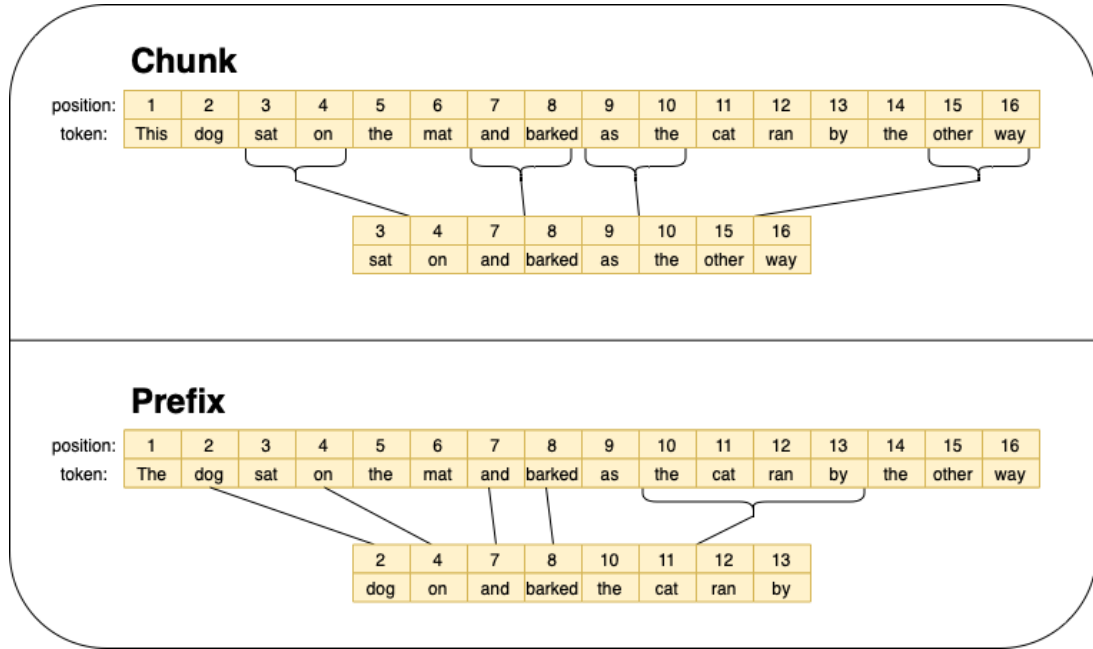 Chunk
position: 1 2 3 4 5 6 7 8 9 10 11 12 13 14 15 16
token: This dog sat on the mat and barked as the cat ran by the other way
3 4 7 8 9 10 15 16
sat on and barked as the other way
Prefix
position: 1 2 3 4 5 6 7 8 9 10 11 12 13 14 15 16
token: The dog sat on the mat and barked as the cat ran by the other way
2 4 7 8 10 11 12 13
dog on and barked the cat ran by